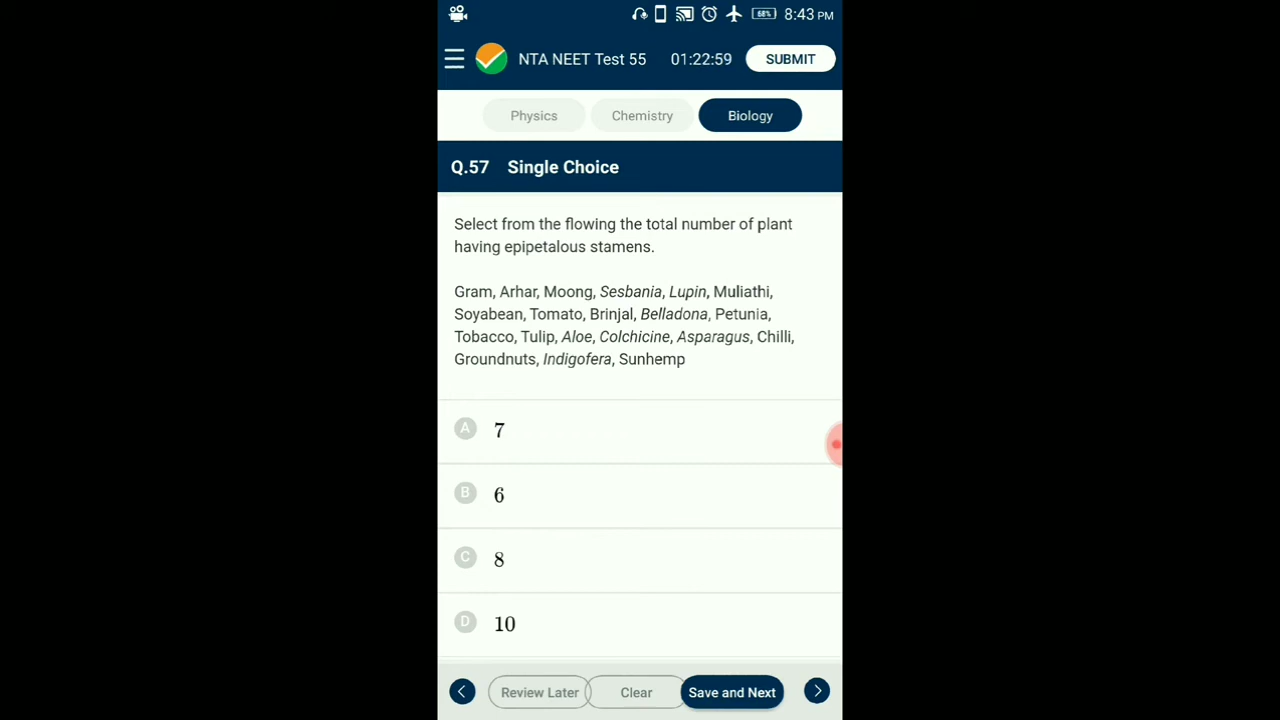 68% 8:43 PM
NTA NEET Test 55 01:22:59 SUBMIT
Physics Chemistry Biology
Q.57 Single Choice
Select from the flowing the total number of plant
having epipetalous stamens.
Gram, Arhar, Moong, Sesbania, Lupin, Muliathi,
Soyabean, Tomato, Brinjal, Belladona, Petunia,
Tobacco, Tulip, Aloe, Colchicine, Asparagus, Chilli,
Groundnuts, Indigofera, Sunhemp
A 7
B 6
C 8
D 10
Review Later Clear Save and Next